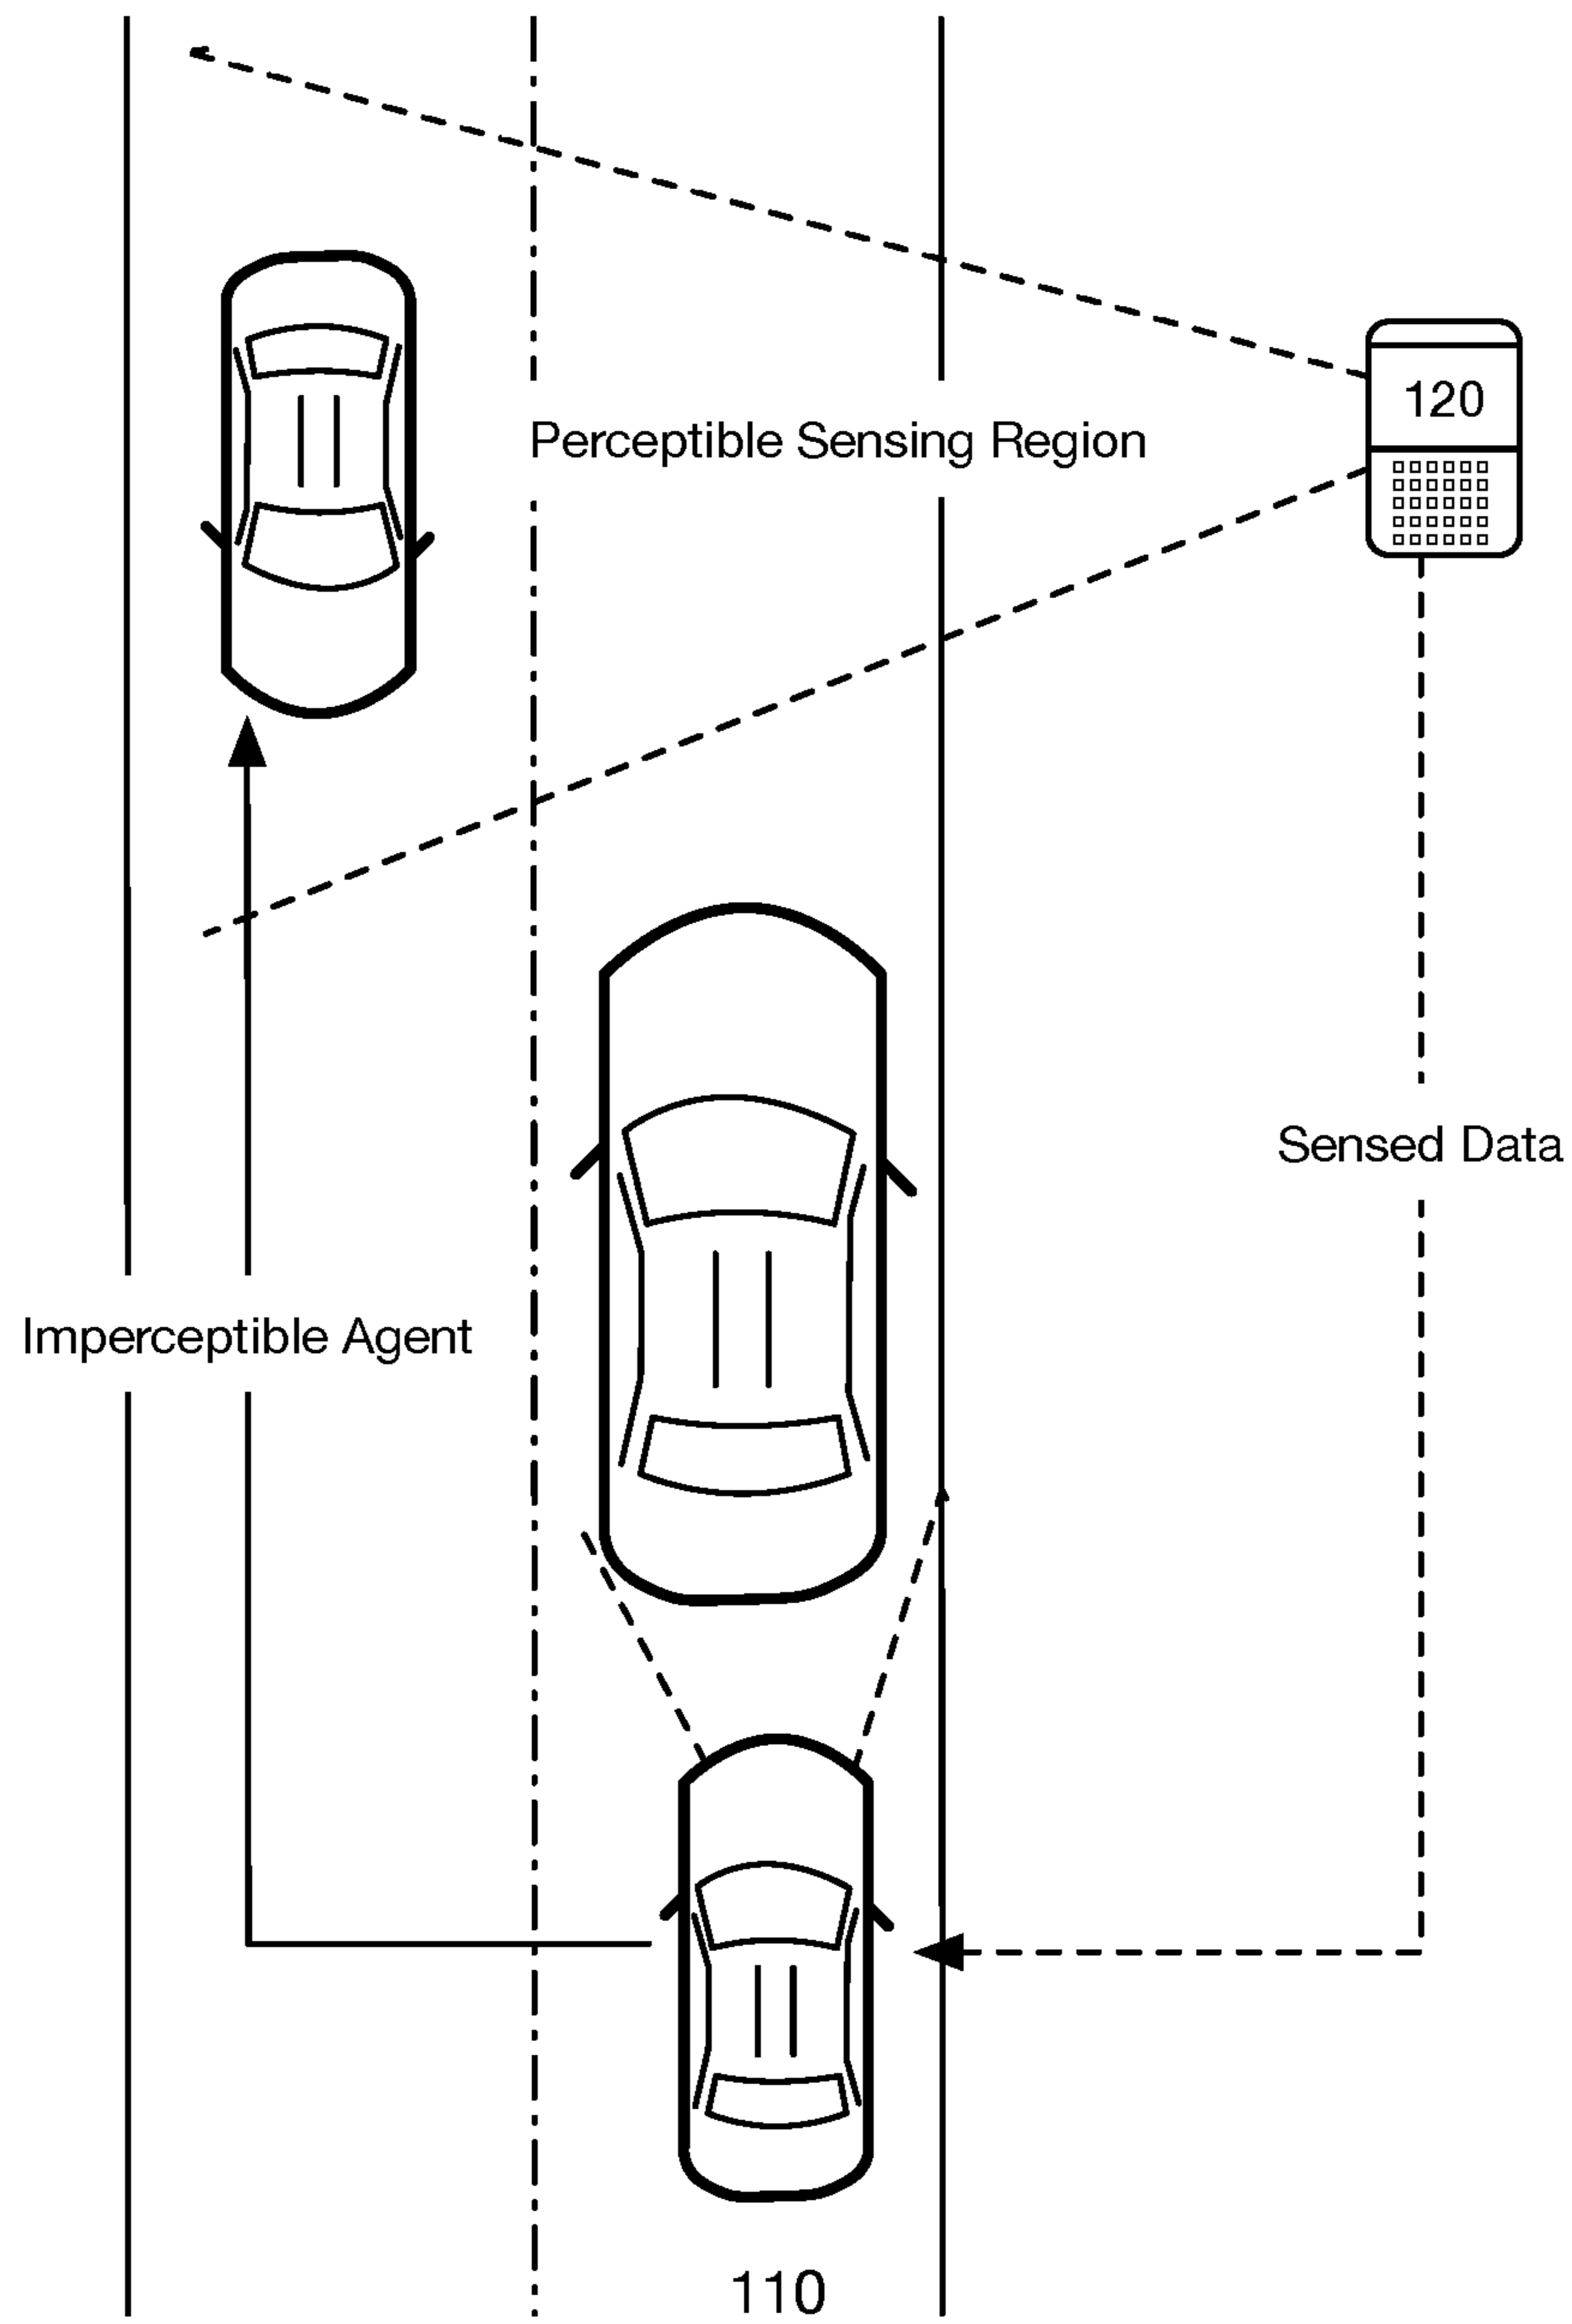 120
Perceptible Sensing Region
Sensed Data
Imperceptible Agent
110